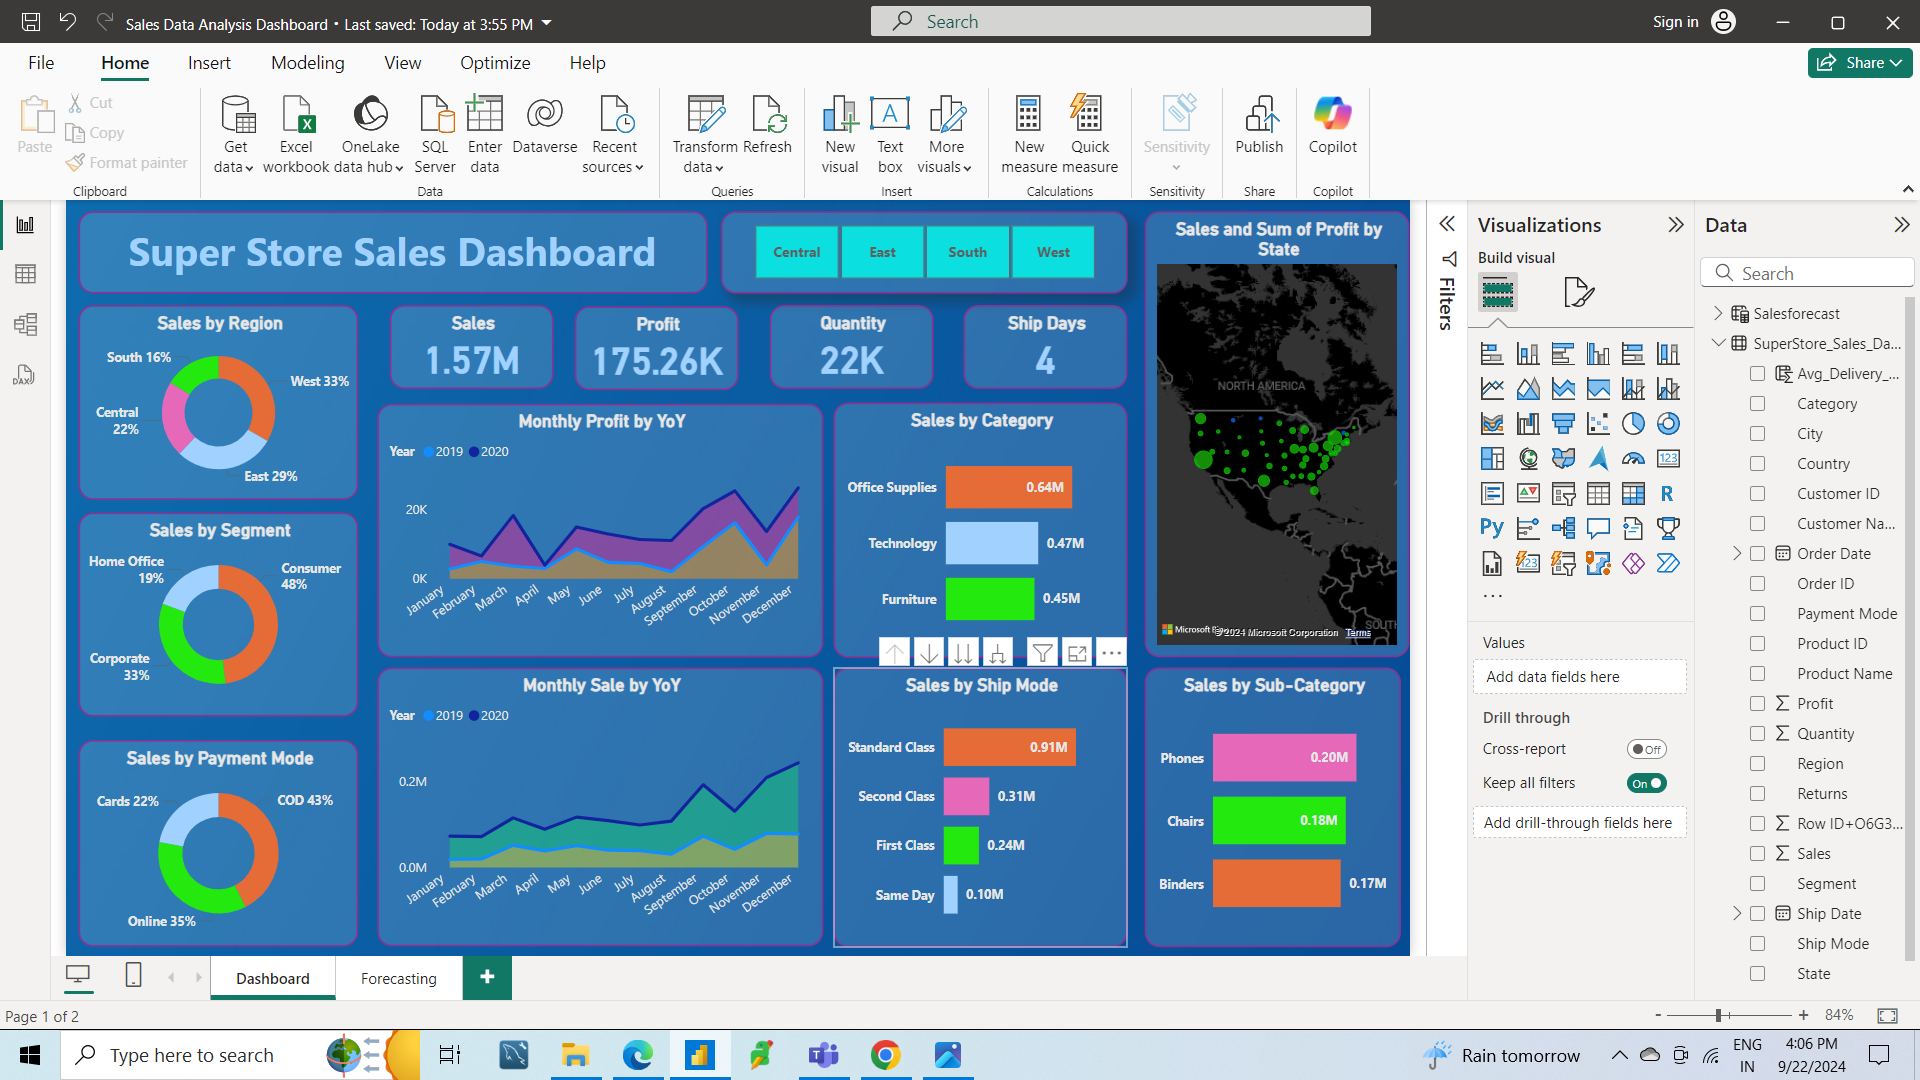 Sales Data Analysis Dashboard • Last saved: Today at 3:55 PM
Search
Sign in
File
Home
Insert
Modeling
View
Optimize
Help
Share
Paste
Cut
Copy
Format painter
Clipboard
Get data
Excel workbook
OneLake data hub
SQL Server
Enter data
Dataverse
Recent sources
Data
Transform data
Refresh
Queries
New visual
Text box
More visuals
Insert
New measure
Quick measure
Calculations
Sensitivity
Sensitivity
Publish
Share
Copilot
Copilot
Super Store Sales Dashboard
Central
East
South
West
Sales by Region
South 16%
West 33%
Central
22%
East 29%
Sales
1.57M
Profit
175.26K
Quantity
22K
Ship Days
4
Sales and Sum of Profit by
State
NORTH AMERICA
©2024 Microsoft Corporation
Terms
Monthly Profit by YoY
Year 2019 2020
20K
0K
January
February
March
April
May
June
July
August
September
October
November
December
Sales by Category
Office Supplies 0.64M
Technology 0.47M
Furniture 0.45M
Sales by Segment
Home Office
19%
Consumer
48%
Corporate
33%
Sales by Payment Mode
Cards 22%
COD 43%
Online 35%
Monthly Sale by YoY
Year 2019 2020
0.2M
0.0M
January
February
March
April
May
June
July
August
September
October
November
December
Sales by Ship Mode
Standard Class 0.91M
Second Class 0.31M
First Class 0.24M
Same Day 0.10M
Sales by Sub-Category
Phones 0.20M
Chairs 0.18M
Binders 0.17M
Filters
Visualizations
Build visual
123
R
Py
123
...
Values
Add data fields here
Drill through
Cross-report
Off
Keep all filters
On
Add drill-through fields here
Data
Search
Salesforecast
SuperStore_Sales_Da...
Avg_Delivery_...
Category
City
Country
Customer ID
Customer Na...
Order Date
Order ID
Payment Mode
Product ID
Product Name
Profit
Quantity
Region
Returns
Row ID+O6G3...
Sales
Segment
Ship Date
Ship Mode
State
Dashboard
Forecasting
Page 1 of 2
84%
Type here to search
Rain tomorrow
ENG
IN
4:06 PM
9/22/2024